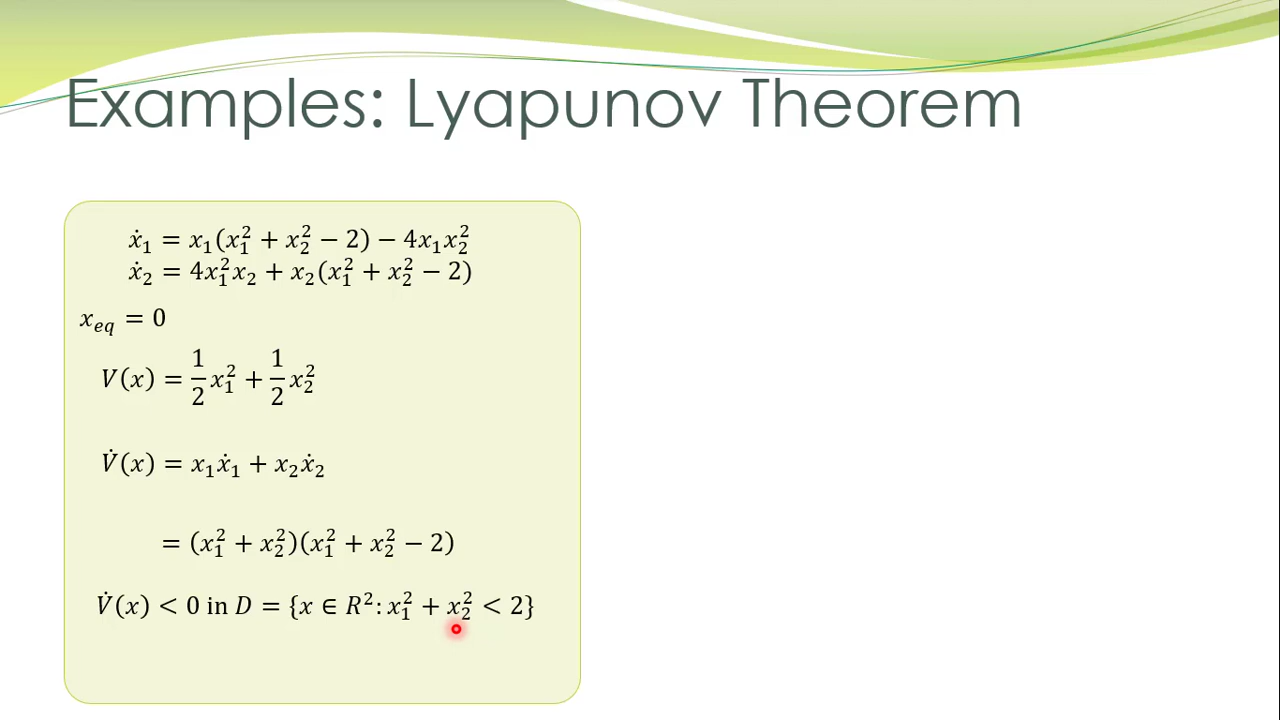 Examples: Lyapunov Theorem
ẋ₁ = x₁(x₁² + x₂² − 2) − 4x₁x₂²
ẋ₂ = 4x₁²x₂ + x₂(x₁² + x₂² − 2)
x_eq = 0
V(x) = 1/2 x₁² + 1/2 x₂²
V̇(x) = x₁ẋ₁ + x₂ẋ₂
= (x₁² + x₂²)(x₁² + x₂² − 2)
V̇(x) < 0 in D = {x ∈ R²: x₁² + x₂² < 2}